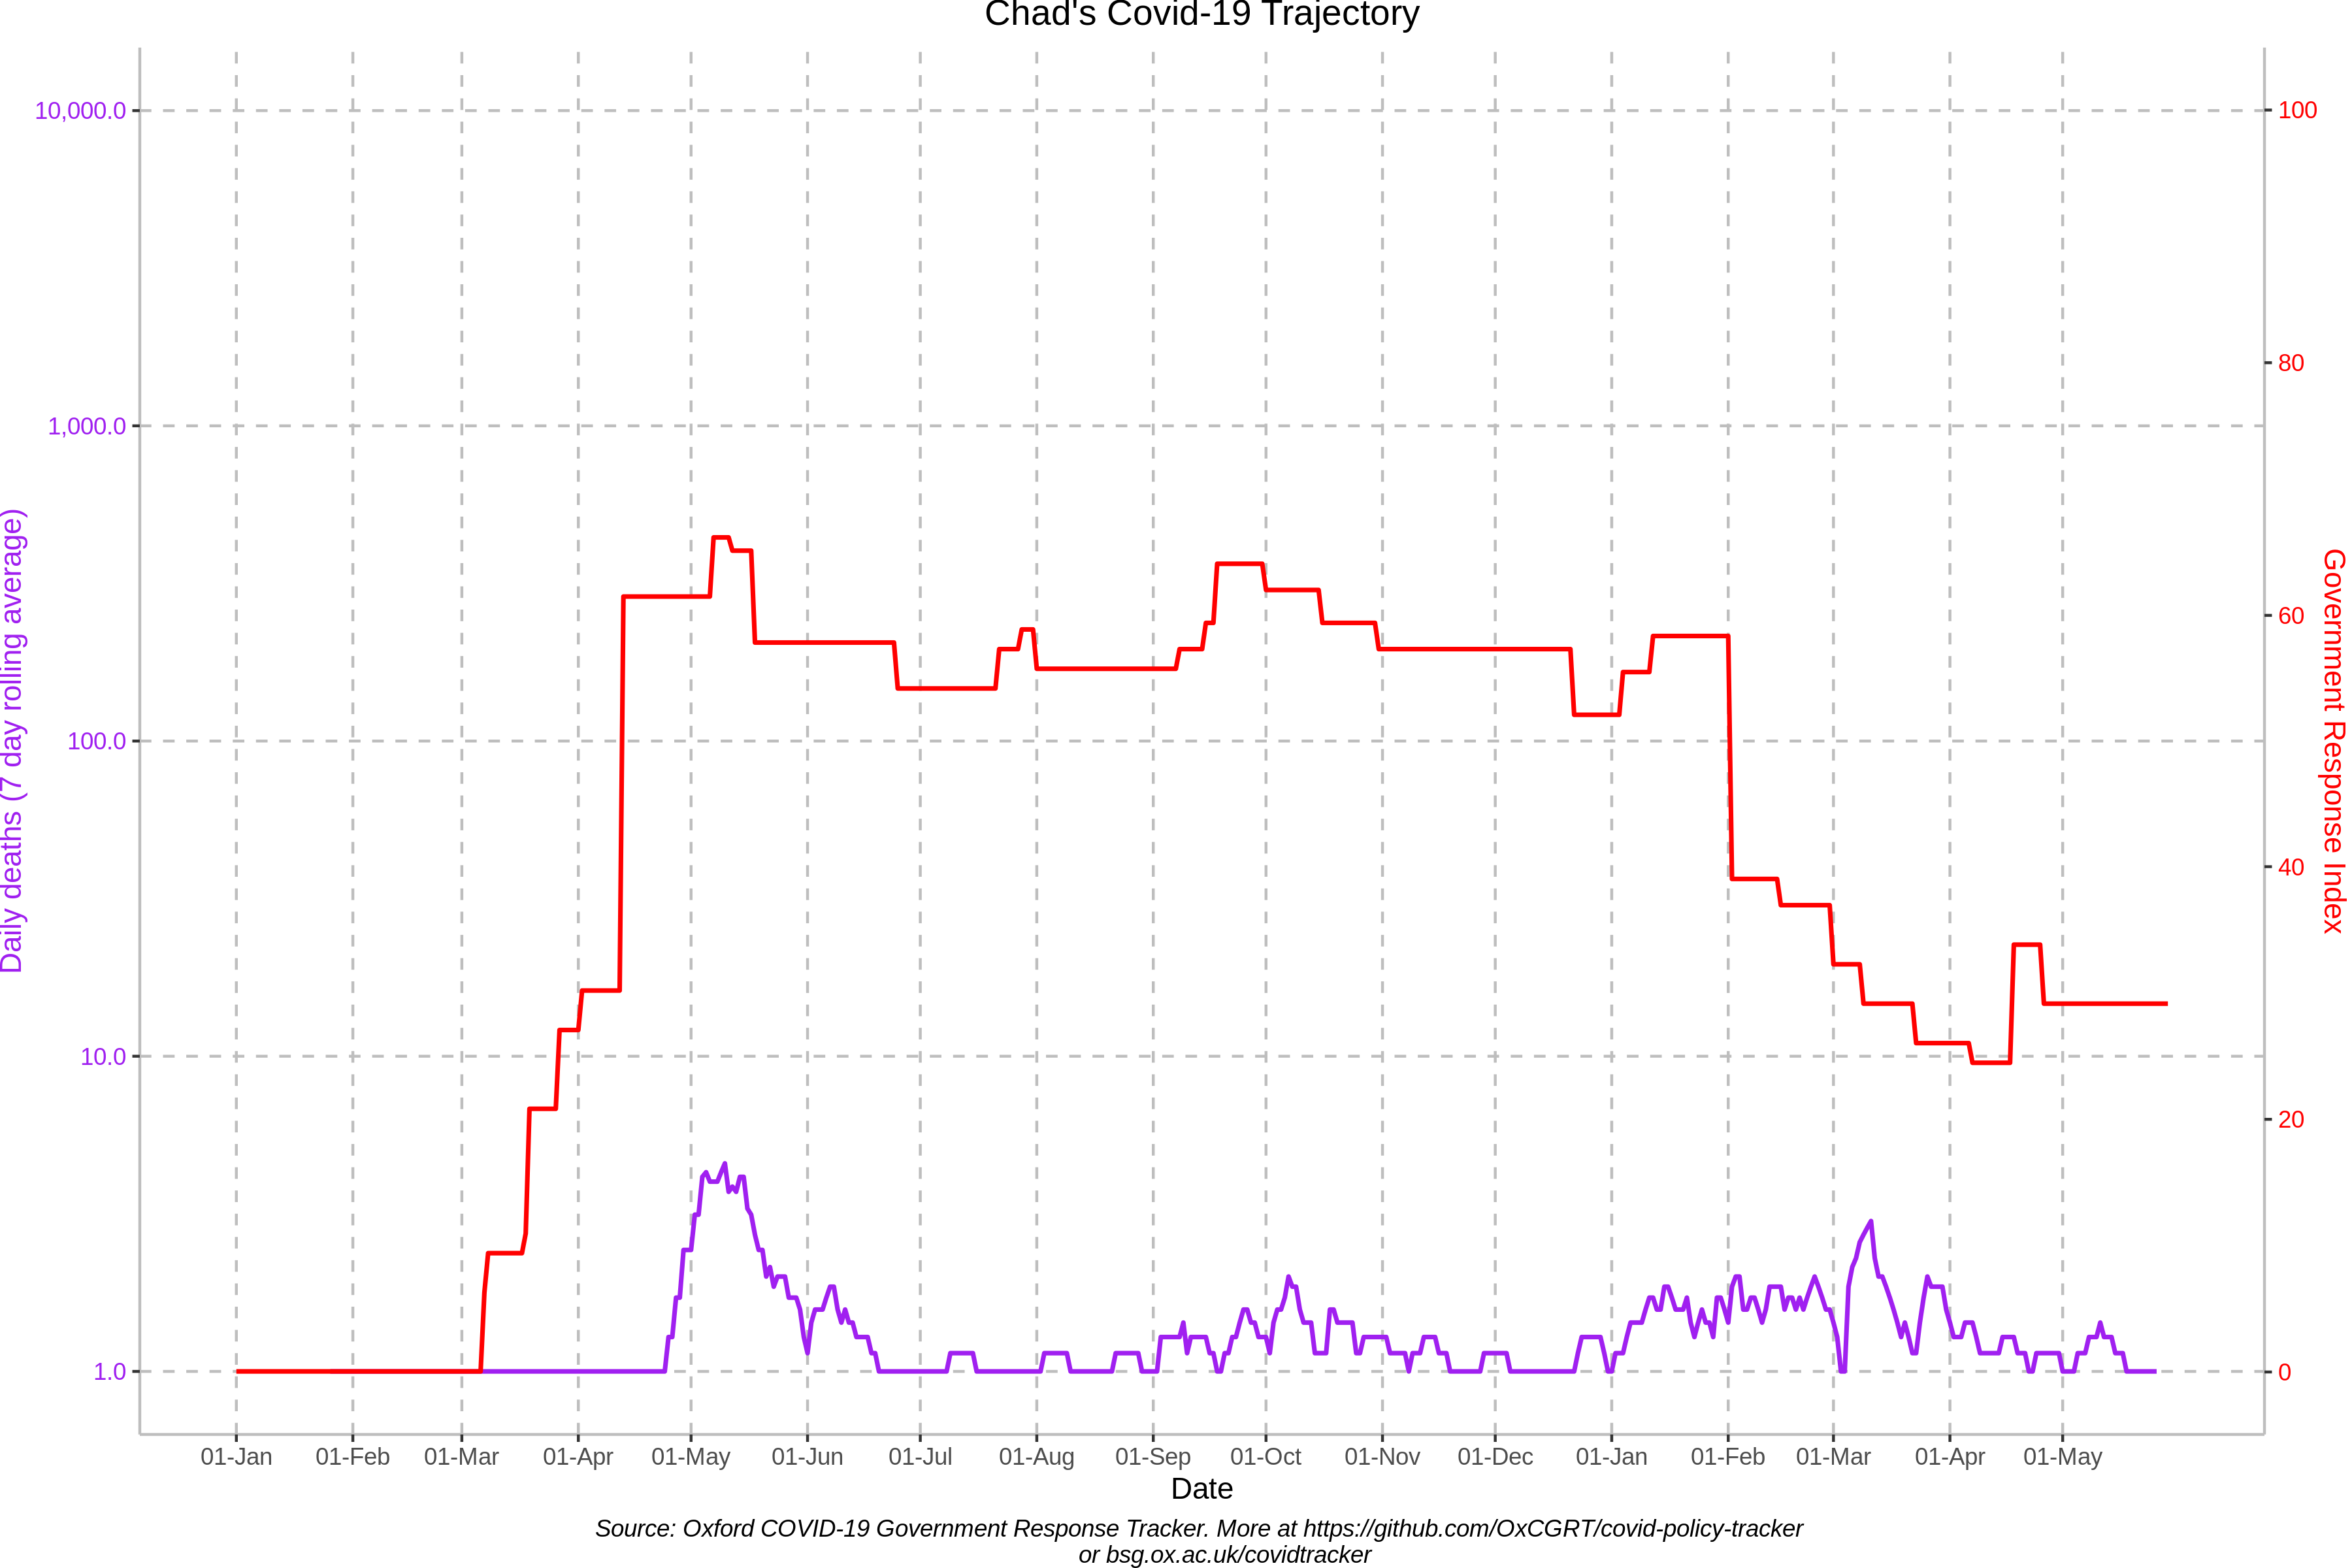 Chad's Covid-19 Trajectory
Daily deaths (7 day rolling average)
10,000.0
1,000.0
100.0
10.0
1.0
100
80
60
40
20
0
Government Response Index
01-Jan 01-Feb 01-Mar 01-Apr 01-May 01-Jun 01-Jul 01-Aug 01-Sep 01-Oct 01-Nov 01-Dec 01-Jan 01-Feb 01-Mar 01-Apr 01-May
Date
Source: Oxford COVID-19 Government Response Tracker. More at https://github.com/OxCGRT/covid-policy-tracker
or bsg.ox.ac.uk/covidtracker